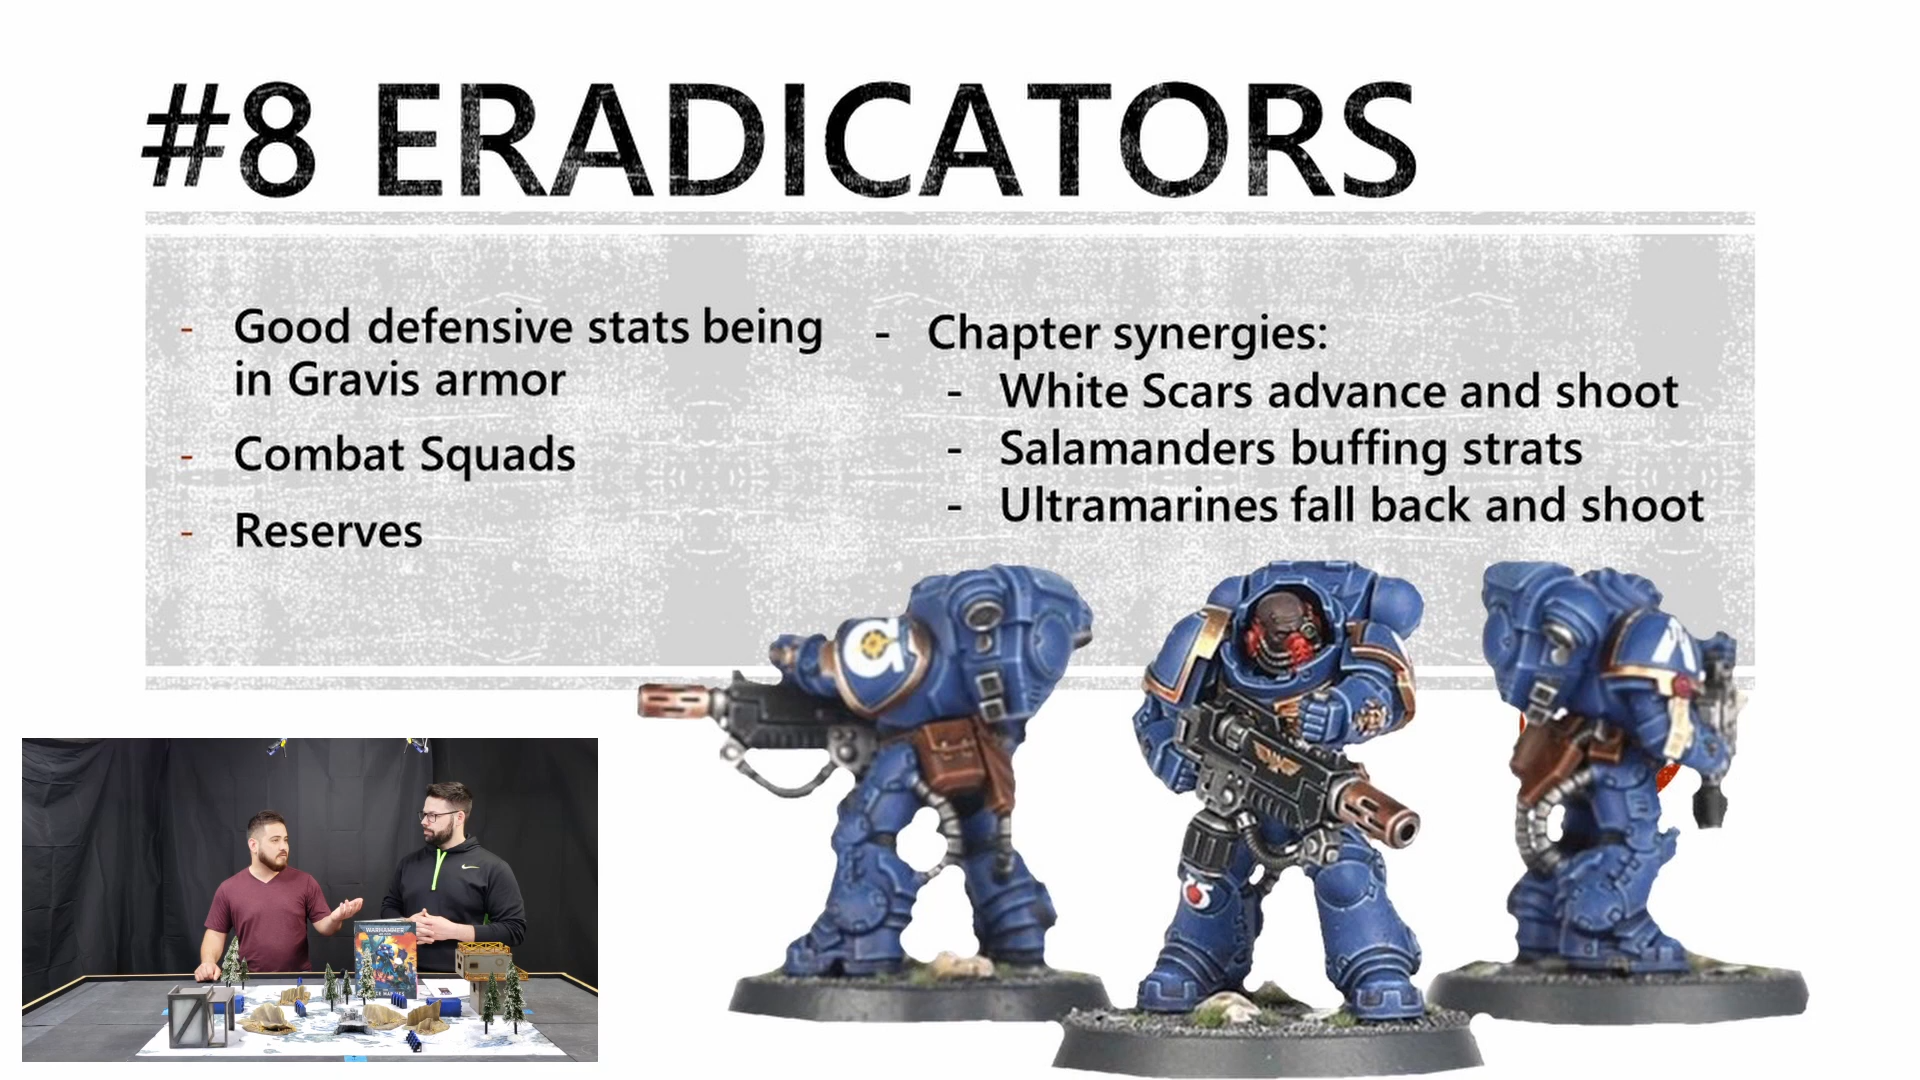 #8 ERADICATORS
- Good defensive stats being
in Gravis armor
- Combat Squads
- Reserves
- Chapter synergies:
- White Scars advance and shoot
- Salamanders buffing strats
- Ultramarines fall back and shoot
WARHAMMER